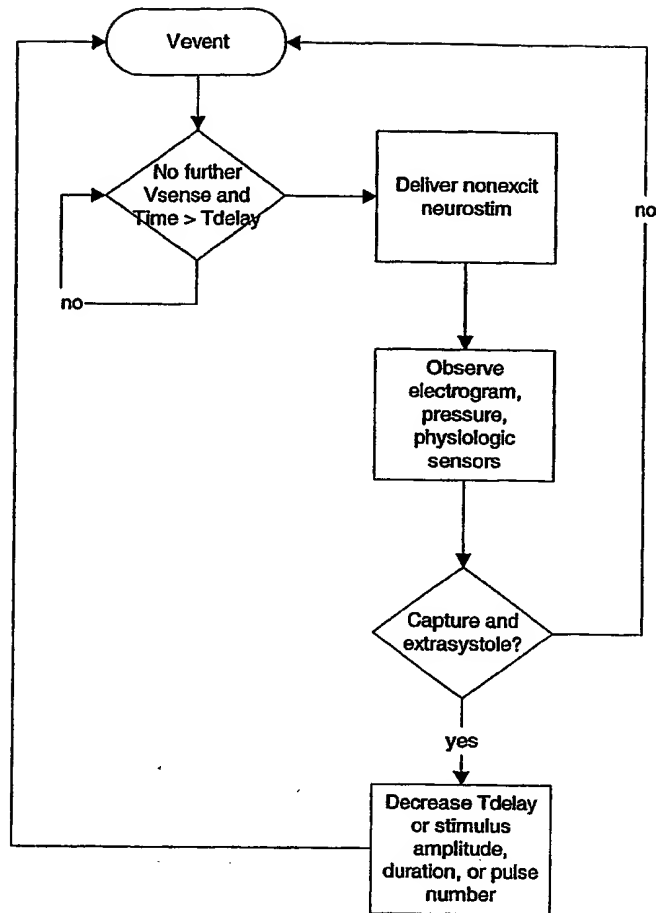 Vevent
No further
Vsense and
Time > Tdelay
no
Deliver nonexcit
neurostim
no
Observe
electrogram,
pressure,
physiologic
sensors
Capture and
extrasystole?
yes
Decrease Tdelay
or stimulus
amplitude,
duration, or pulse
number